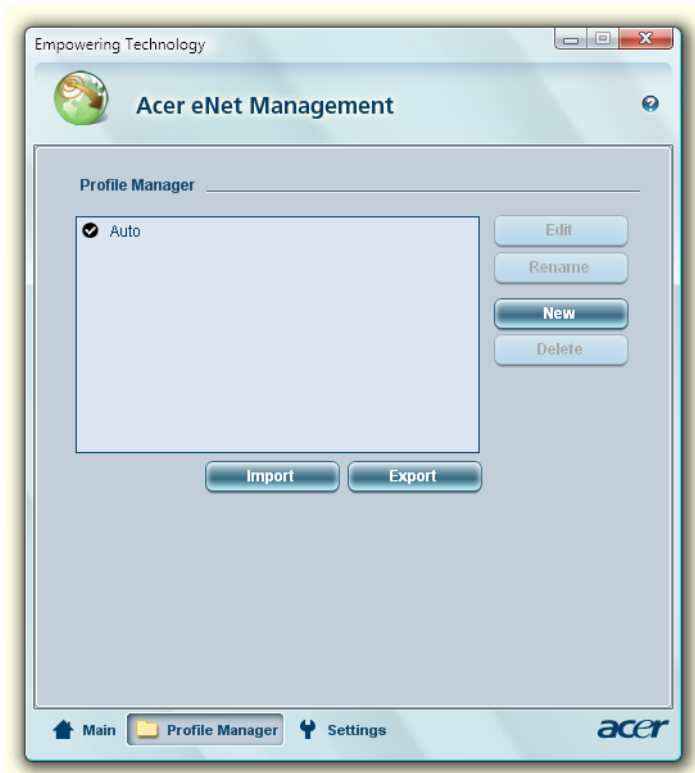 Empowering Technology
Acer eNet Management
Profile Manager
Auto
Edit
Rename
New
Delete
Import Export
Main Profile Manager Settings acer